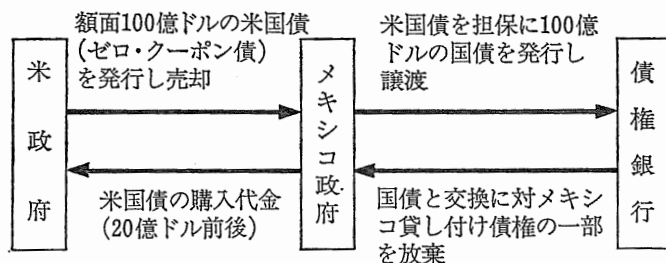 額面100億ドルの米国債
(ゼロ・クーポン債)
を発行し売却
米国債を担保に100億
ドルの国債を発行し
譲渡
米政府
メキシコ政府
債権銀行
米国債の購入代金
(20億ドル前後)
国債と交換に対メキシ
コ貸し付け債権の一部
を放棄